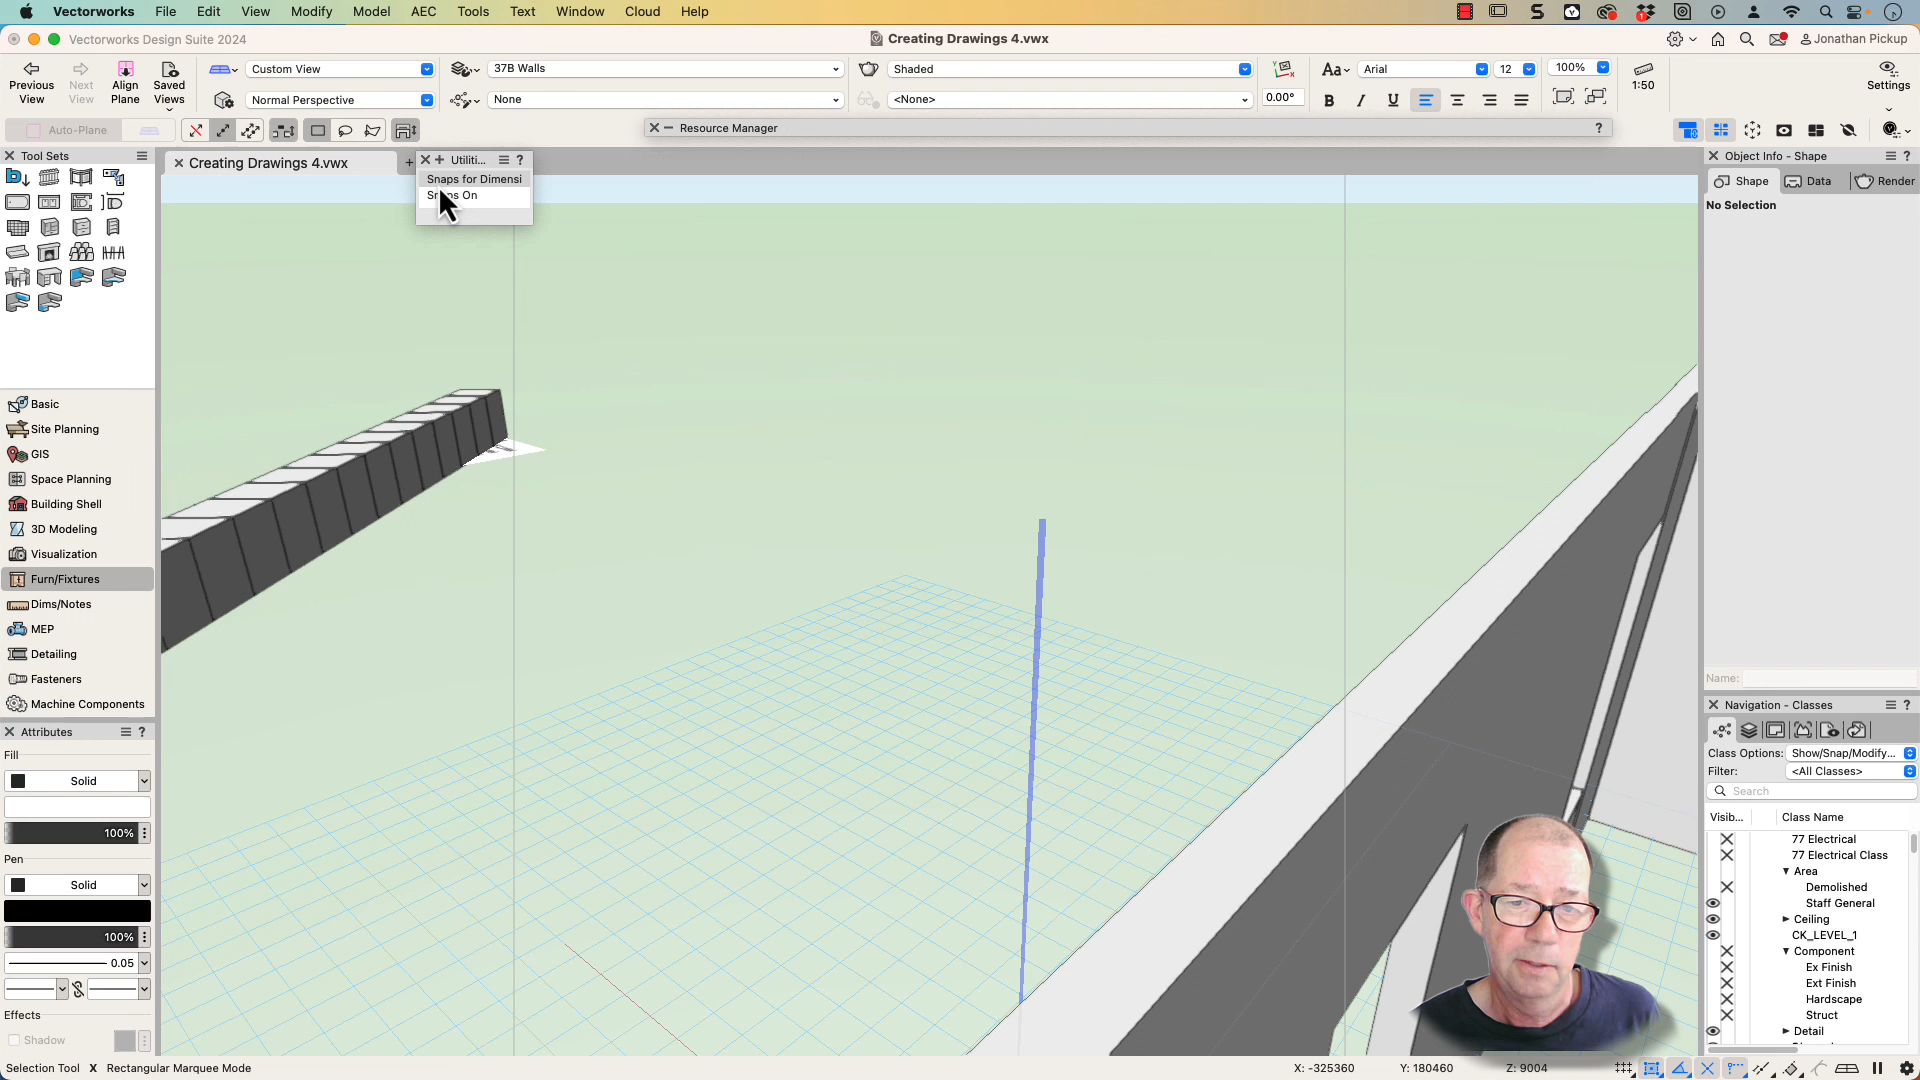 Vectorworks File Edit View Modify Model AEC Tools Text Window Cloud Help
Vectorworks Design Suite 2024
Creating Drawings 4.vwx
Jonathan Pickup
Previous View
Next View
Align Plane
Saved Views
Custom View
Normal Perspective
37B Walls
None
Shaded
<None>
0.00°
Aa
Arial
12
100%
B I U
1:50
Settings
Auto-Plane
Resource Manager
?
Tool Sets
Creating Drawings 4.vwx
+
Utiliti...
?
Snaps for Dimensi
Snaps On
Object Info - Shape
?
Shape
Data
Render
No Selection
Basic
Site Planning
GIS
Space Planning
Building Shell
3D Modeling
Visualization
Furn/Fixtures
Dims/Notes
MEP
Detailing
Fasteners
Machine Components
Attributes
?
Fill
Solid
100%
Pen
Solid
100%
0.05
Effects
Shadow
Name:
Navigation - Classes
?
Class Options: Show/Snap/Modify...
Filter: <All Classes>
Search
Visib... Class Name
77 Electrical
77 Electrical Class
Area
Demolished
Staff General
Ceiling
CK_LEVEL_1
Component
Ex Finish
Ext Finish
Hardscape
Struct
Detail
Selection Tool X Rectangular Marquee Mode
X: -325360 Y: 180460 Z: 9004